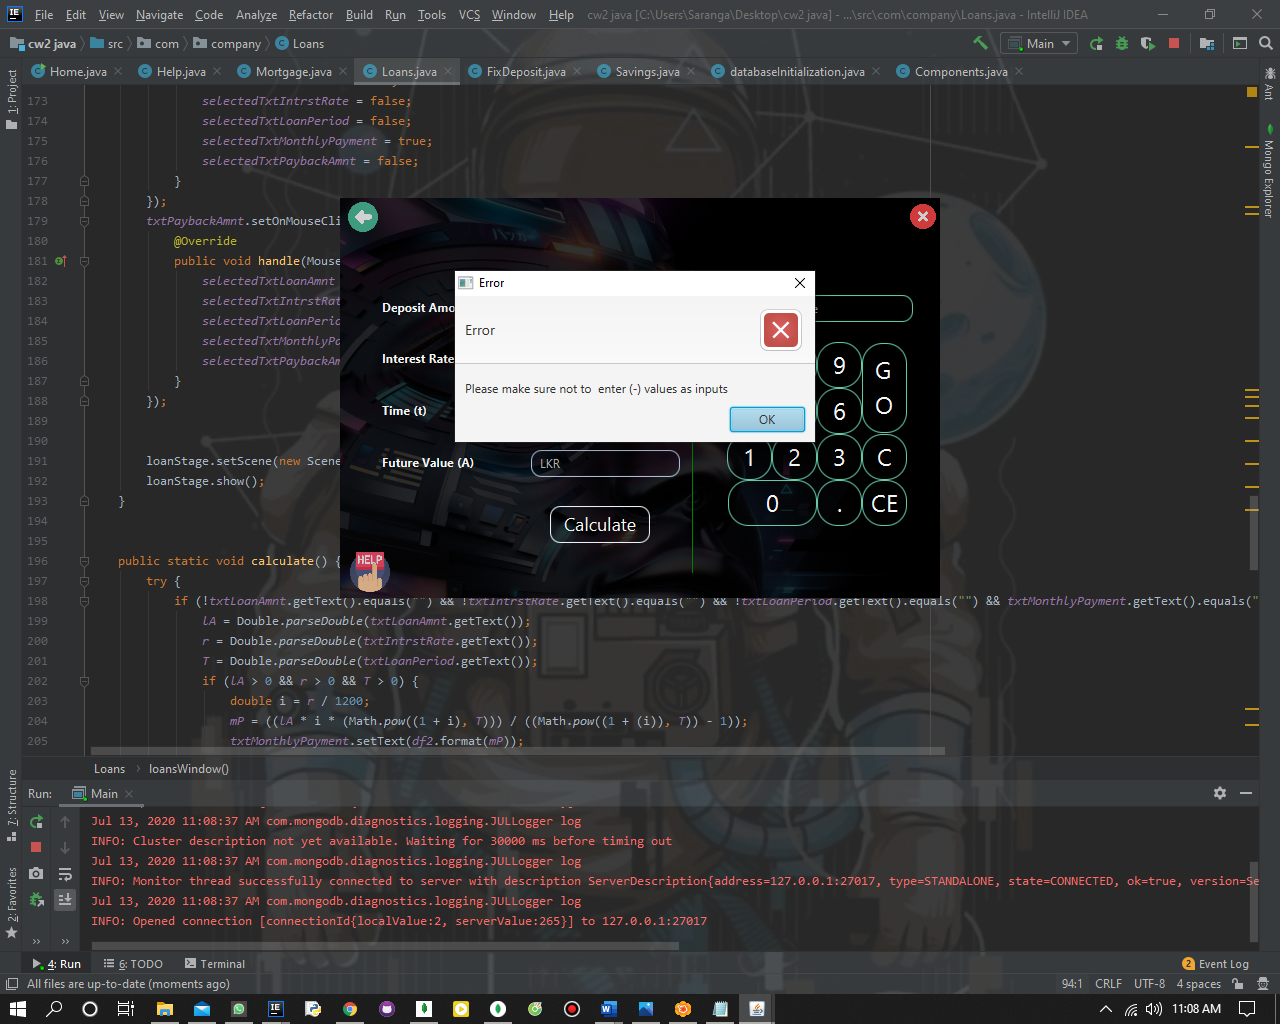 File Edit View Navigate Code Analyze Refactor Build Run Tools VCS Window Help cw2 java [C:\Users\Saranga\Desktop\cw2 java] - ...\src\com\company\Loans.java - IntelliJ IDEA
cw2 java src com company Loans Main
Home.java Help.java Mortgage.java Loans.java FixDeposit.java Savings.java databaseInitialization.java Components.java
1: Project
Ant
Mongo Explorer
173 selectedTxtIntrstRate = false;
174 selectedTxtLoanPeriod = false;
175 selectedTxtMonthlyPayment = true;
176 selectedTxtPaybackAmnt = false;
177 }
178 });
179 txtPaybackAmnt.setOnMouseCli
180 @Override
181 public void handle(Mouse
182 selectedTxtLoanAmnt
183 selectedTxtIntrstRat
184 selectedTxtLoanPerio
185 selectedTxtMonthlyPa
186 selectedTxtPaybackAm
187 }
188 });
189
190
191 loanStage.setScene(new Scene
192 loanStage.show();
193 }
194
195
196 public static void calculate() {
197 try {
198 if (!txtLoanAmnt.getText().equals("") && !txtIntrstRate.getText().equals("") && !txtLoanPeriod.getText().equals("") && txtMonthlyPayment.getText().equals("
199 lA = Double.parseDouble(txtLoanAmnt.getText());
200 r = Double.parseDouble(txtIntrstRate.getText());
201 T = Double.parseDouble(txtLoanPeriod.getText());
202 if (lA > 0 && r > 0 && T > 0) {
203 double i = r / 1200;
204 mP = ((lA * i * (Math.pow((1 + i), T))) / ((Math.pow((1 + (i)), T)) - 1));
205 txtMonthlyPayment.setText(df2.format(mP));
Deposit Amo
Interest Rate
Time (t)
Future Value (A) LKR
Calculate
HELP
9 G
6 O
1 2 3 C
0 . CE
Error
Error
Please make sure not to enter (-) values as inputs
OK
Loans loansWindow()
7: Structure
2: Favorites
Run: Main
Jul 13, 2020 11:08:37 AM com.mongodb.diagnostics.logging.JULLogger log
INFO: Cluster description not yet available. Waiting for 30000 ms before timing out
Jul 13, 2020 11:08:37 AM com.mongodb.diagnostics.logging.JULLogger log
INFO: Monitor thread successfully connected to server with description ServerDescription{address=127.0.0.1:27017, type=STANDALONE, state=CONNECTED, ok=true, version=Se
Jul 13, 2020 11:08:37 AM com.mongodb.diagnostics.logging.JULLogger log
INFO: Opened connection [connectionId{localValue:2, serverValue:265}] to 127.0.0.1:27017
4: Run 6: TODO Terminal 2 Event Log
All files are up-to-date (moments ago) 94:1 CRLF UTF-8 4 spaces
11:08 AM